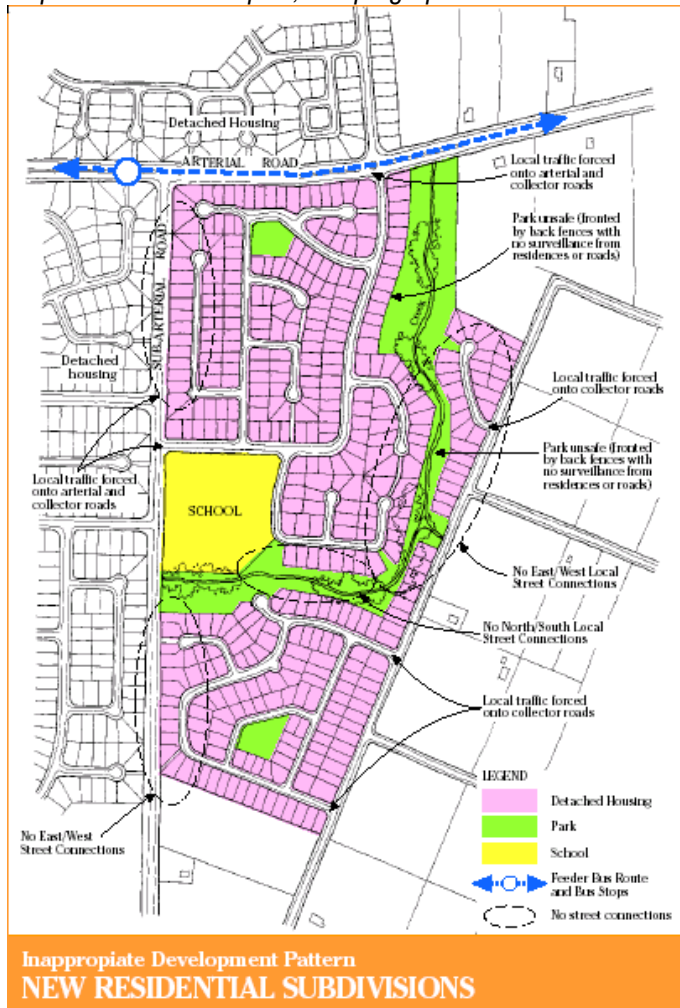 Detached Housing
ARTERIAL ROAD
Local traffic forced
onto arterial and
collector roads
Park unsafe (fronted
by back fences with
no surveillance from
residences or roads)
SUB-ARTERIAL ROAD
Creek
Detached
housing
Local traffic forced
onto collector roads
Park unsafe (fronted
by back fences with
no surveillance from
residences or roads)
Local traffic forced
onto arterial and
collector roads
SCHOOL
No East/West Local
Street Connections
No North/South Local
Street Connections
Local traffic forced
onto collector roads
No East/West
Street Connections
LEGEND
Detached Housing
Park
School
Feeder Bus Route
and Bus Stops
No street connections
Inappropiate Development Pattern
NEW RESIDENTIAL SUBDIVISIONS